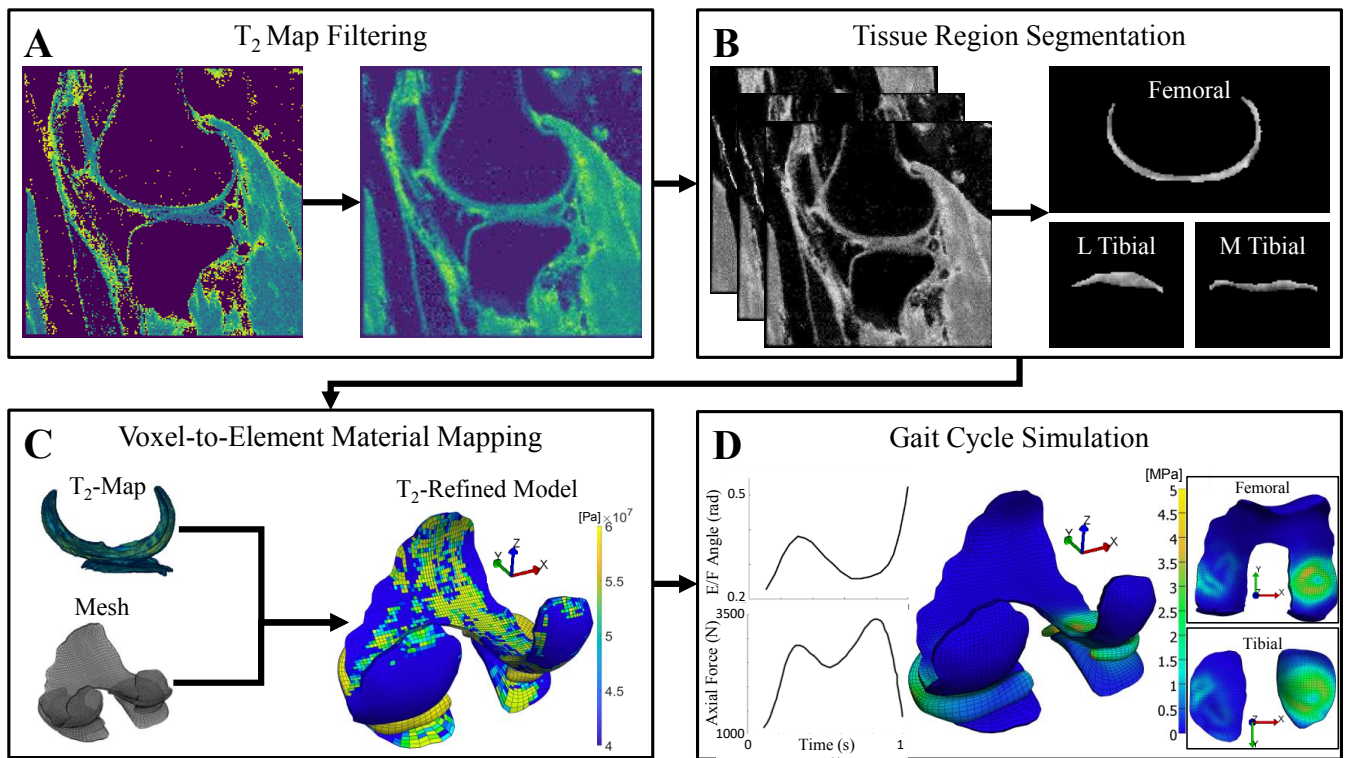 A
T₂ Map Filtering
B
Tissue Region Segmentation
Femoral
L Tibial
M Tibial
C
Voxel-to-Element Material Mapping
T₂-Map
Mesh
T₂-Refined Model
[Pa] ×10⁷
6
5.5
5
4.5
4
Y
Z
X
D
Gait Cycle Simulation
E/F Angle (rad)
0.5
0.2
Axial Force (N)
3500
1000
0
Time (s)
1
Y
Z
X
[MPa]
5
4.5
4
3.5
3
2.5
2
1.5
1
0.5
0
Femoral
Y
Z
X
Tibial
Z
X
Y